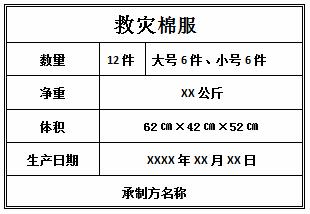 救灾棉服
数量 12件 大号6件、小号6件
净重 XX公斤
体积 62㎝×42㎝×52㎝
生产日期 XXXX年XX月XX日
承制方名称